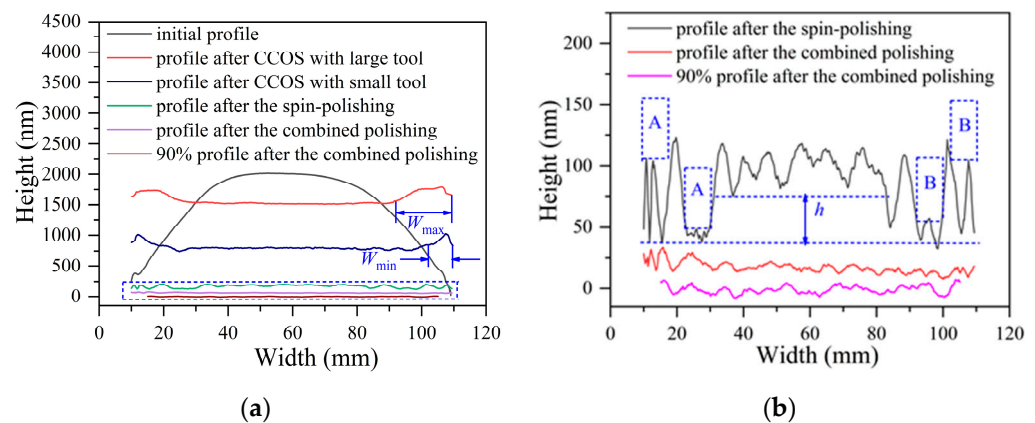 4500
4000
3500
3000
2500
2000
1500
1000
500
0
Height (nm)
initial profile
profile after CCOS with large tool
profile after CCOS with small tool
profile after the spin-polishing
profile after the combined polishing
90% profile after the combined polishing
Wmax
Wmin
0 20 40 60 80 100 120
Width (mm)
(a)
b
200
150
100
50
0
Height (nm)
profile after the spin-polishing
profile after the combined polishing
90% profile after the combined polishing
A
B
A
B
h
0 20 40 60 80 100 120
Width (mm)
(b)